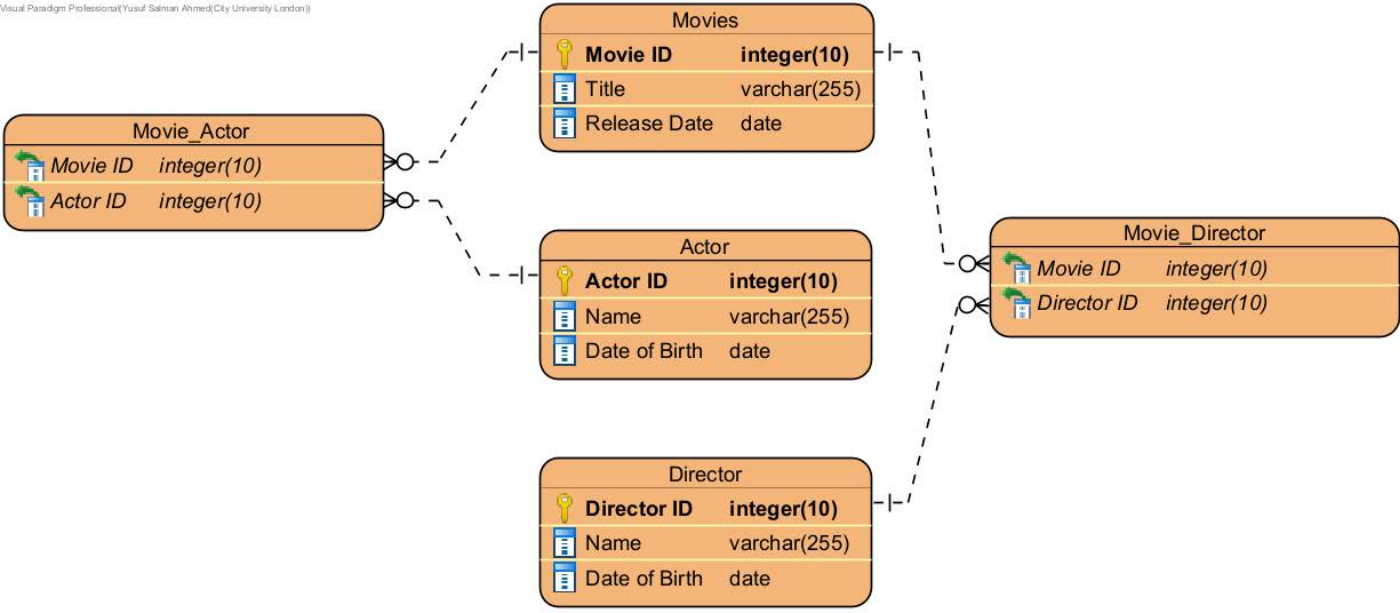 Visual Paradigm Professional(Yusuf Salman Ahmed(City University London))
Movies
Movie ID integer(10)
Title varchar(255)
Release Date date
Movie_Actor
Movie ID integer(10)
Actor ID integer(10)
Actor
Actor ID integer(10)
Name varchar(255)
Date of Birth date
Movie_Director
Movie ID integer(10)
Director ID integer(10)
Director
Director ID integer(10)
Name varchar(255)
Date of Birth date